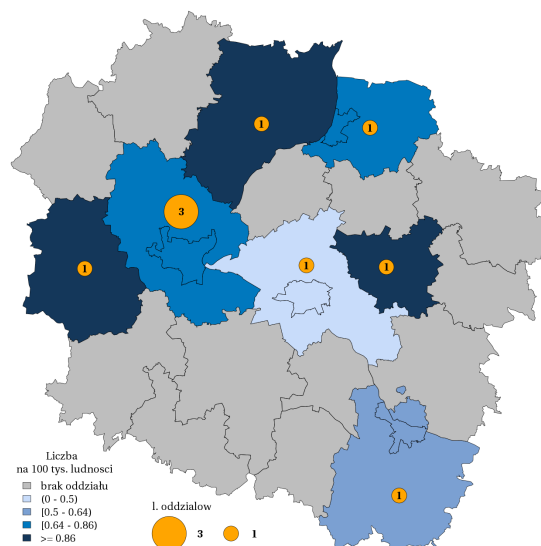 1
1
3
1
1
1
1
Liczba
na 100 tys. ludnosci
brak oddziału
(0 - 0.5)
[0.5 - 0.64)
[0.64 - 0.86)
>= 0.86
l. oddzialow
3 1